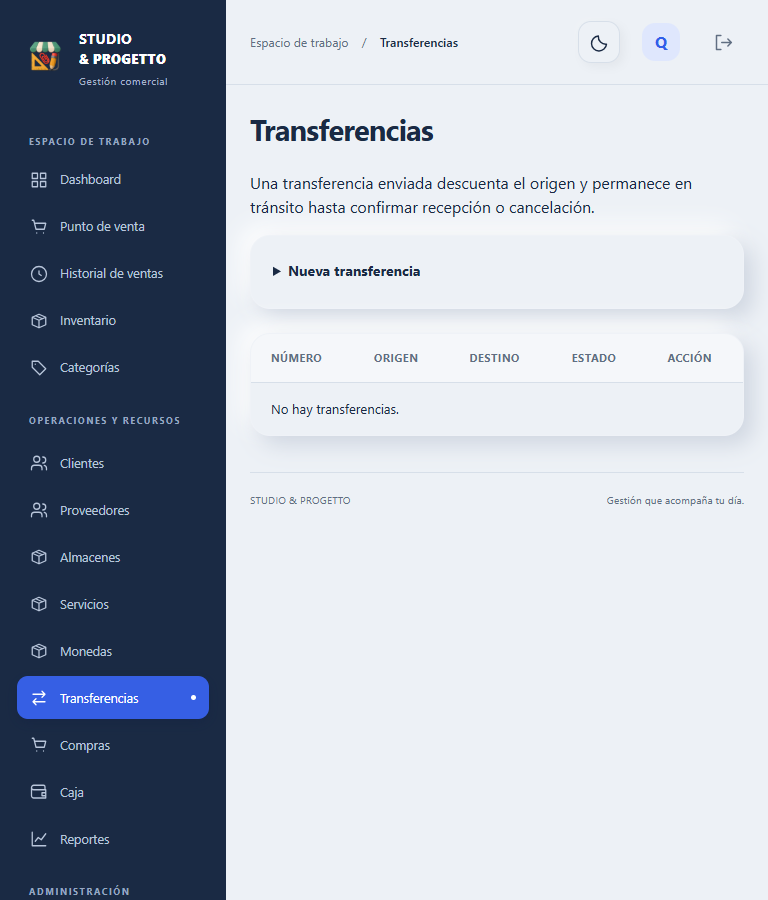 STUDIO
& PROGETTO
Gestión comercial
ESPACIO DE TRABAJO
Dashboard
Punto de venta
Historial de ventas
Inventario
Categorías
OPERACIONES Y RECURSOS
Clientes
Proveedores
Almacenes
Servicios
Monedas
Transferencias
Compras
Caja
Reportes
ADMINISTRACIÓN
Espacio de trabajo / Transferencias
Q
Transferencias
Una transferencia enviada descuenta el origen y permanece en
tránsito hasta confirmar recepción o cancelación.
Nueva transferencia
NÚMERO ORIGEN DESTINO ESTADO ACCIÓN
No hay transferencias.
STUDIO & PROGETTO Gestión que acompaña tu día.